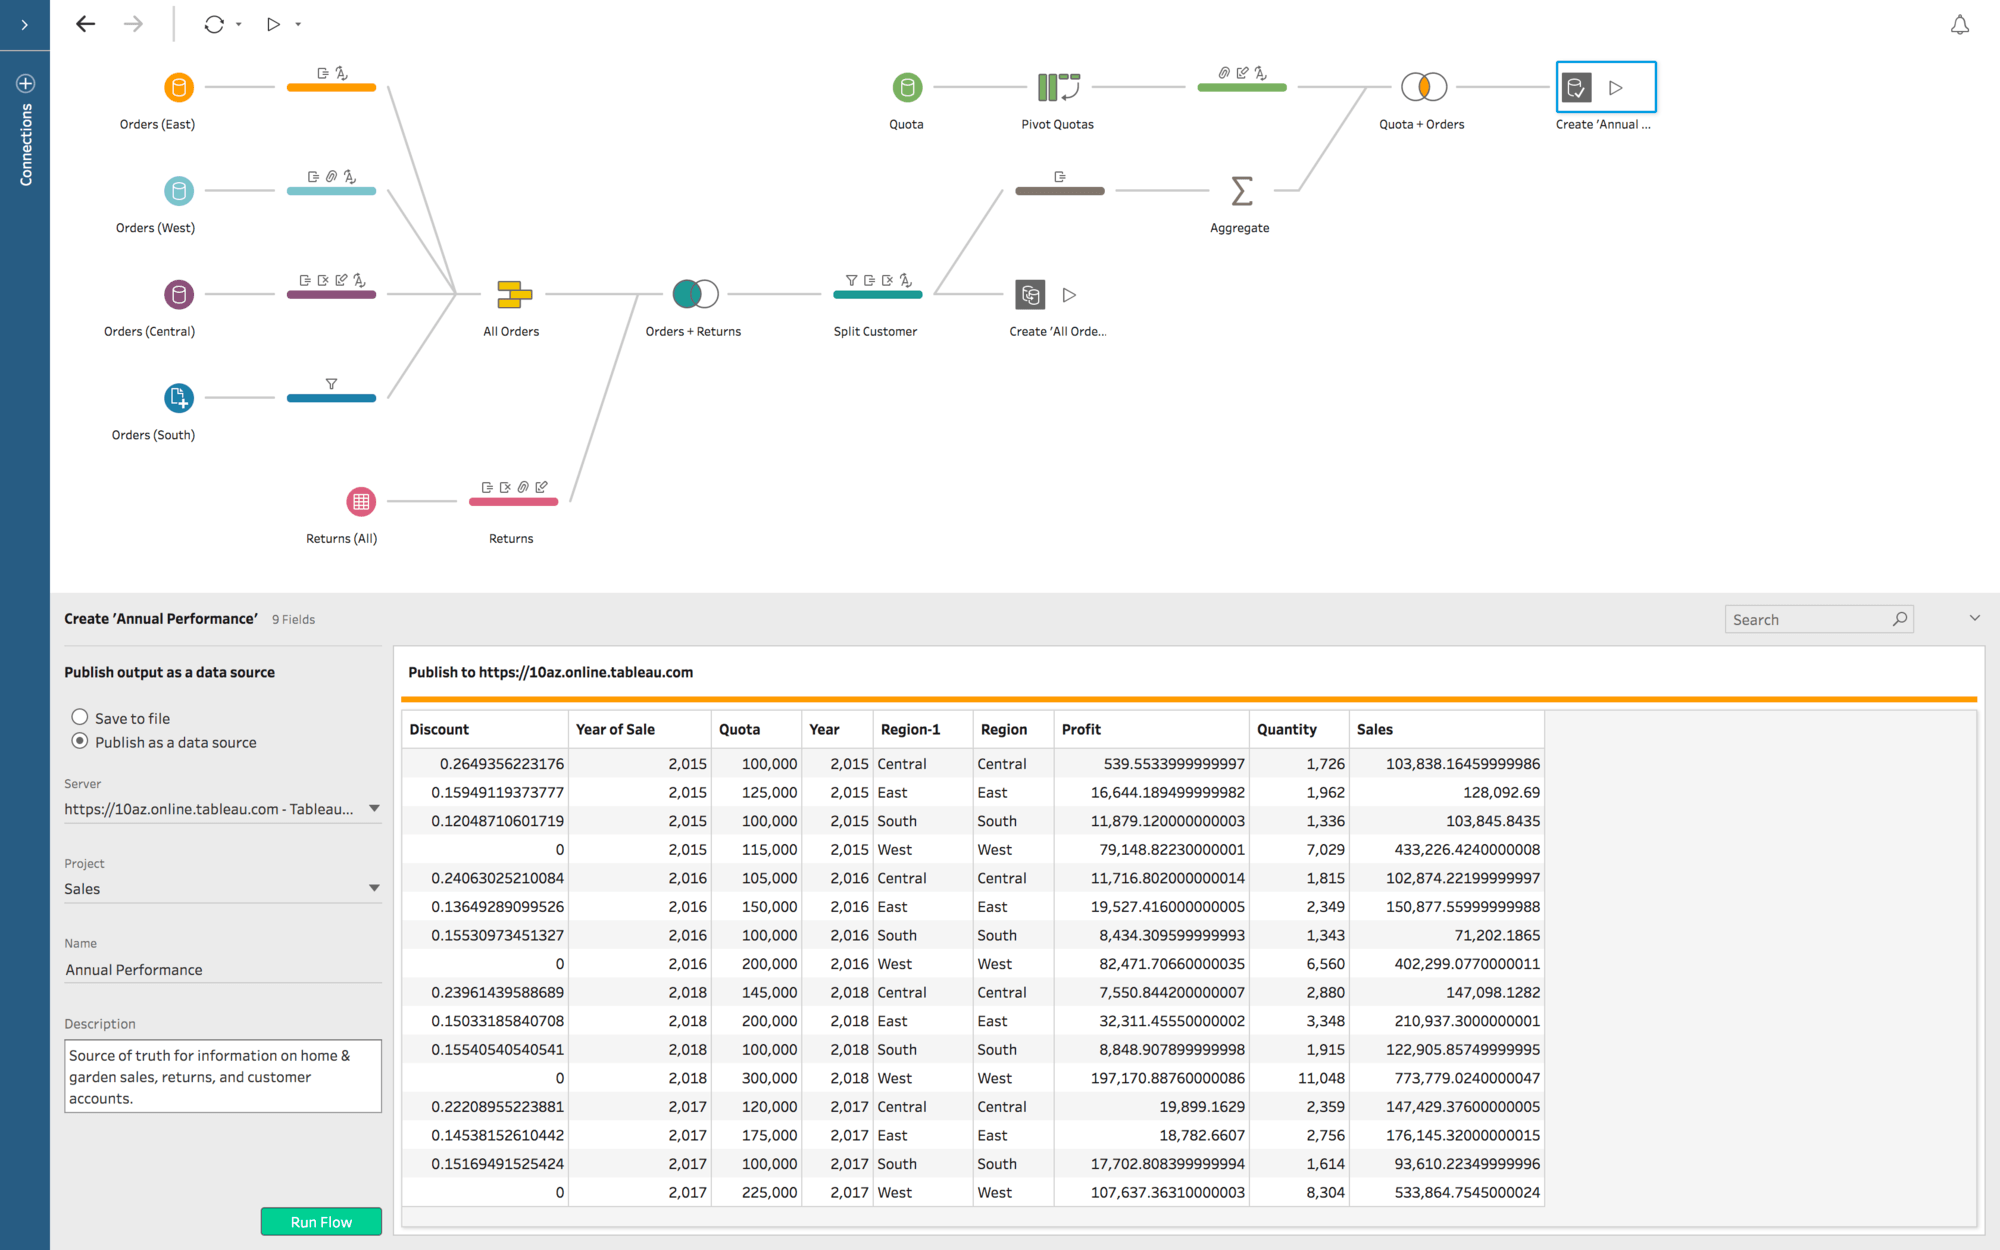 Connections
Orders (East)
Quota
Pivot Quotas
Quota + Orders
Create 'Annual ...
Orders (West)
Aggregate
Orders (Central)
All Orders
Orders + Returns
Split Customer
Create 'All Orde...
Orders (South)
Returns (All)
Returns
Create 'Annual Performance' 9 Fields
Search
Publish output as a data source
Save to file
Publish as a data source
Server
https://10az.online.tableau.com - Tableau...
Project
Sales
Name
Annual Performance
Description
Source of truth for information on home &
garden sales, returns, and customer
accounts.
Run Flow
Publish to https://10az.online.tableau.com
Discount Year of Sale Quota Year Region-1 Region Profit Quantity Sales
0.2649356223176 2,015 100,000 2,015 Central Central 539.5533999999997 1,726 103,838.16459999986
0.15949119373777 2,015 125,000 2,015 East East 16,644.189499999982 1,962 128,092.69
0.12048710601719 2,015 100,000 2,015 South South 11,879.120000000003 1,336 103,845.8435
0 2,015 115,000 2,015 West West 79,148.82230000001 7,029 433,226.4240000008
0.24063025210084 2,016 105,000 2,016 Central Central 11,716.802000000014 1,815 102,874.22199999997
0.13649289099526 2,016 150,000 2,016 East East 19,527.416000000005 2,349 150,877.55999999988
0.15530973451327 2,016 100,000 2,016 South South 8,434.309599999993 1,343 71,202.1865
0 2,016 200,000 2,016 West West 82,471.70660000035 6,560 402,299.0770000011
0.23961439588689 2,018 145,000 2,018 Central Central 7,550.844200000007 2,880 147,098.1282
0.15033185840708 2,018 200,000 2,018 East East 32,311.45550000002 3,348 210,937.3000000001
0.15540540540541 2,018 100,000 2,018 South South 8,848.907899999998 1,915 122,905.85749999995
0 2,018 300,000 2,018 West West 197,170.88760000086 11,048 773,779.0240000047
0.22208955223881 2,017 120,000 2,017 Central Central 19,899.1629 2,359 147,429.37600000005
0.14538152610442 2,017 175,000 2,017 East East 18,782.6607 2,756 176,145.32000000015
0.15169491525424 2,017 100,000 2,017 South South 17,702.808399999994 1,614 93,610.22349999996
0 2,017 225,000 2,017 West West 107,637.36310000003 8,304 533,864.7545000024